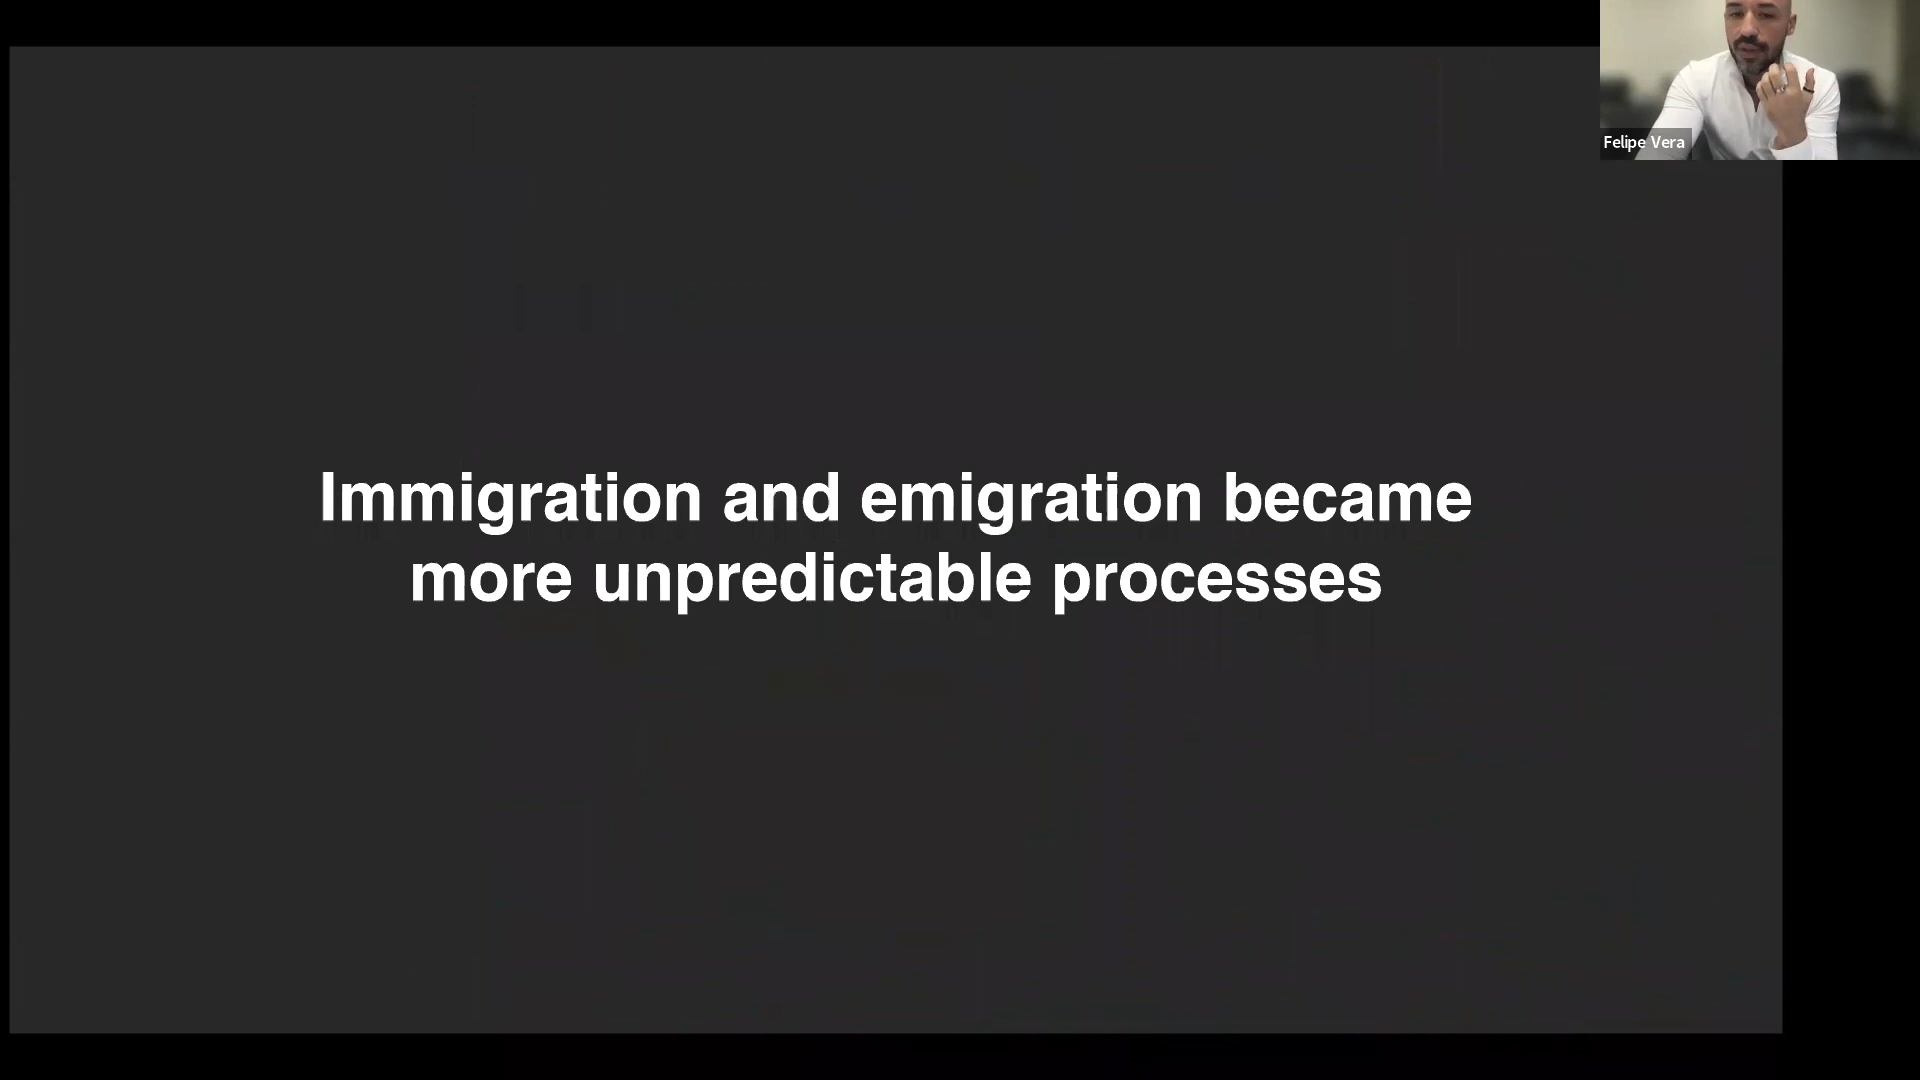 Felipe Vera
Immigration and emigration became
more unpredictable processes